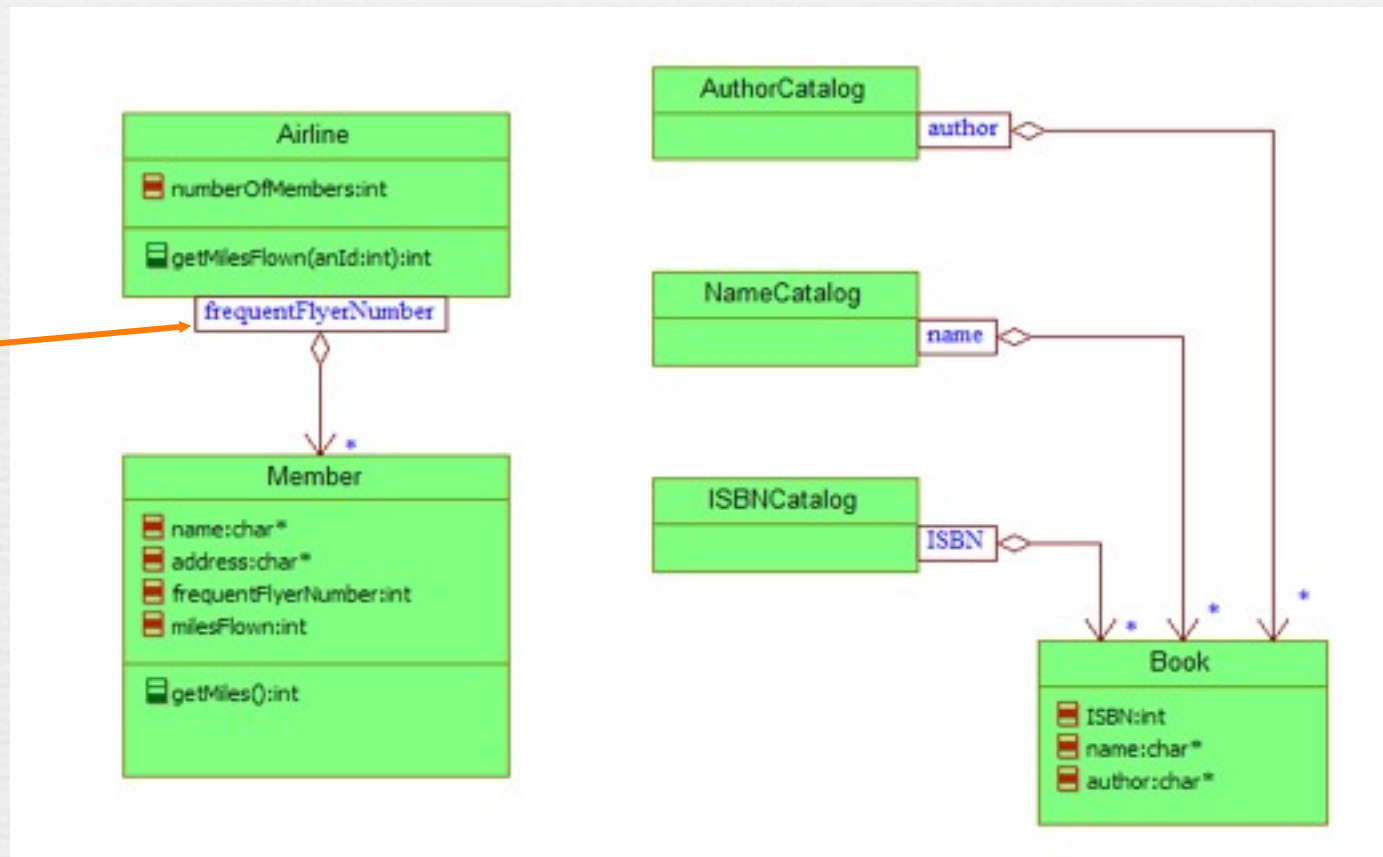 Airline
numberOfMembers:int
getMilesFlown(anId:int):int
frequentFlyerNumber
*
Member
name:char*
address:char*
frequentFlyerNumber:int
milesFlown:int
getMiles():int
AuthorCatalog
author
NameCatalog
name
ISBNCatalog
ISBN
*
*
*
Book
ISBN:int
name:char*
author:char*